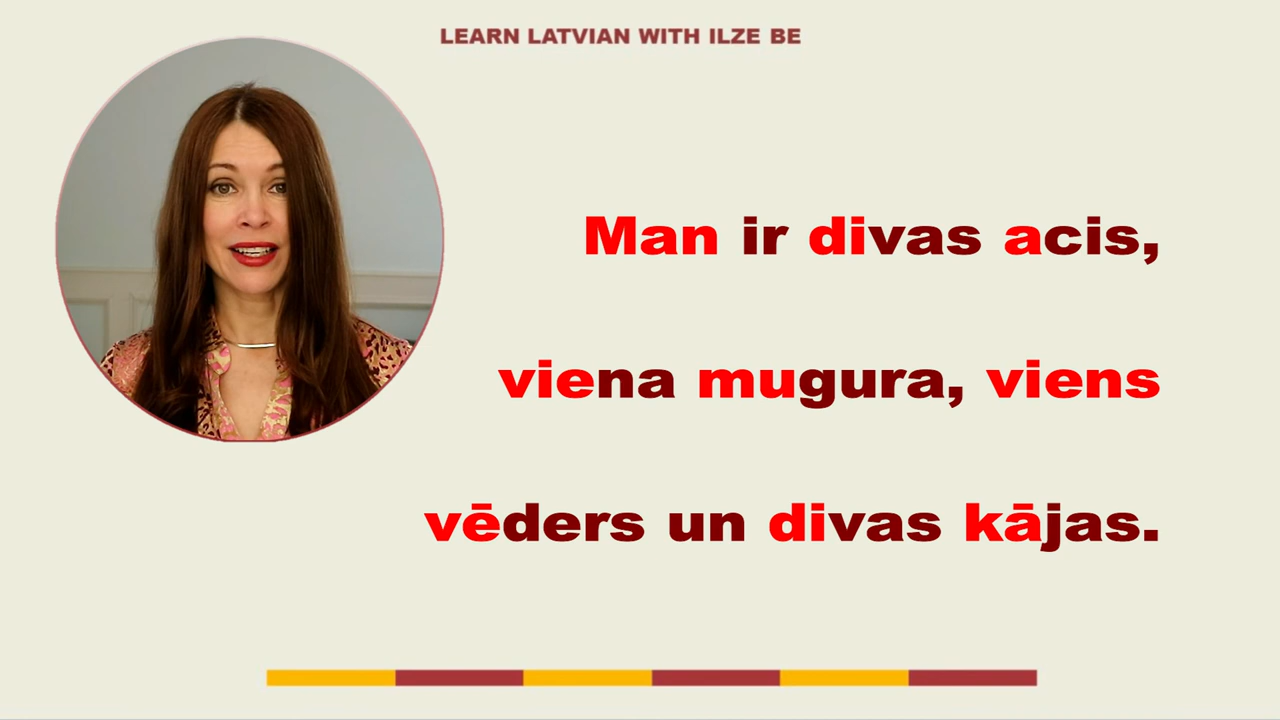 LEARN LATVIAN WITH ILZE BE
Man ir divas acis,
viena mugura, viens
vēders un divas kājas.